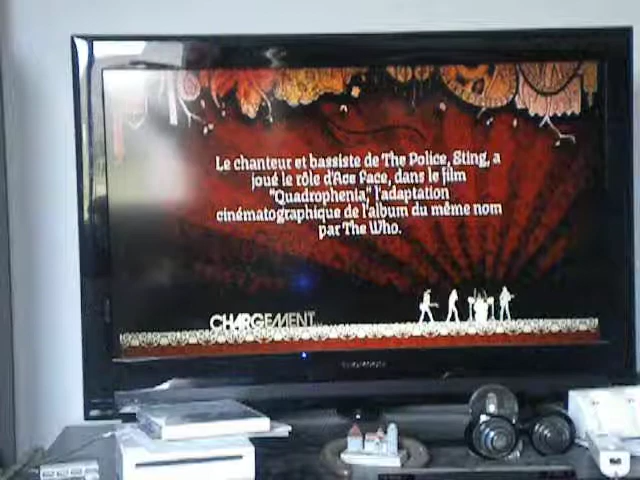 Le chanteur et bassiste de The Police, Sting, a
joué le rôle d'Ace Face, dans le film
"Quadrophenia," l'adaptation
cinématographique de l'album du même nom
par The Who.
CHARGEMENT